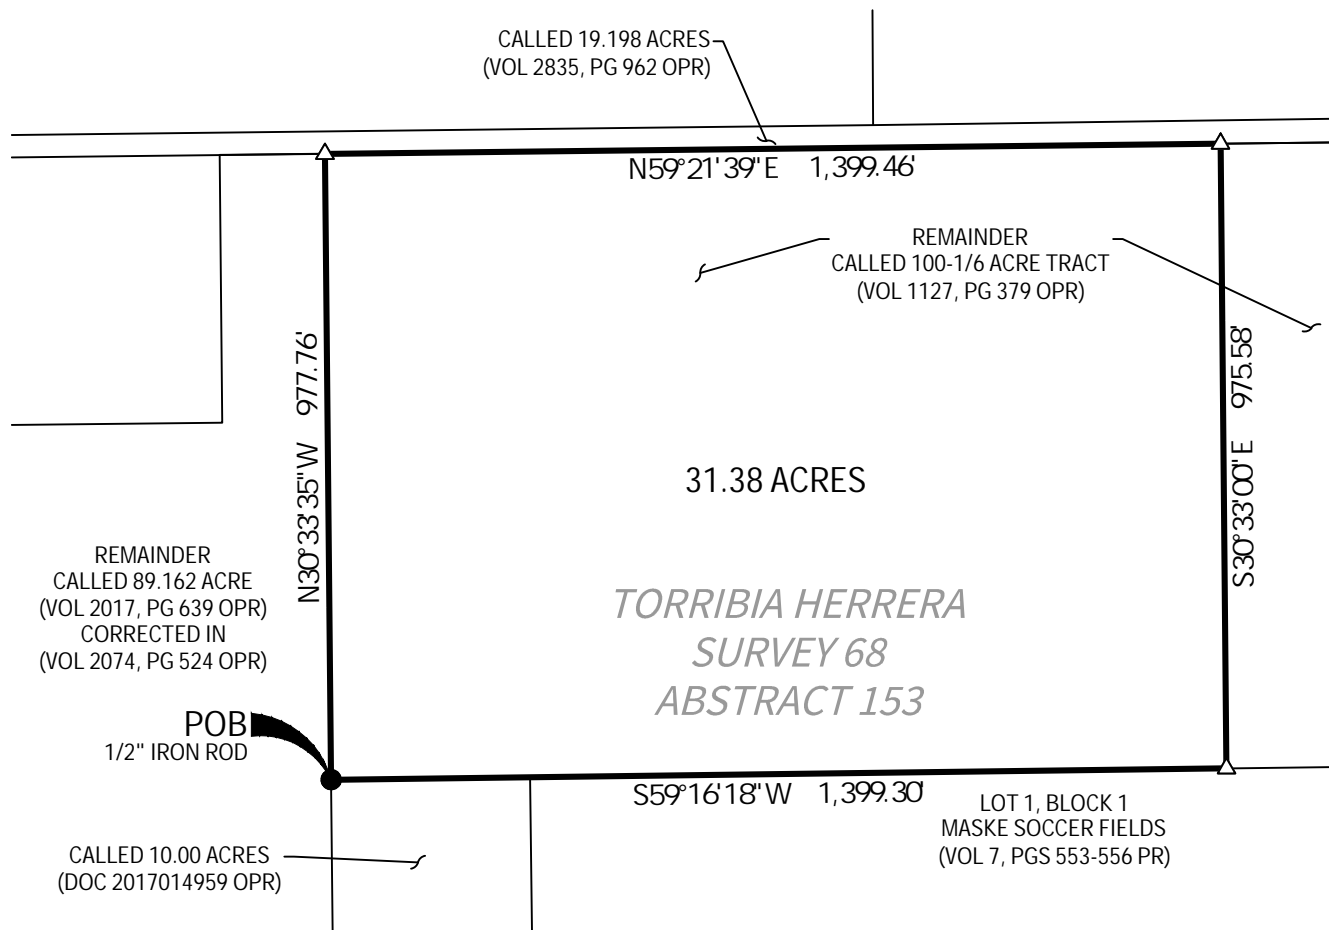 CALLED 19.198 ACRES
(VOL 2835, PG 962 OPR)
N59°21'39"E 1,399.46'
REMAINDER
CALLED 100-1/6 ACRE TRACT
(VOL 1127, PG 379 OPR)
N30°33'35"W 977.76'
S30°33'00"E 975.58'
31.38 ACRES
REMAINDER
CALLED 89.162 ACRE
(VOL 2017, PG 639 OPR)
CORRECTED IN
(VOL 2074, PG 524 OPR)
TORRIBIA HERRERA
SURVEY 68
ABSTRACT 153
POB
1/2" IRON ROD
S59°16'18"W 1,399.30'
LOT 1, BLOCK 1
MASKE SOCCER FIELDS
(VOL 7, PGS 553-556 PR)
CALLED 10.00 ACRES
(DOC 2017014959 OPR)